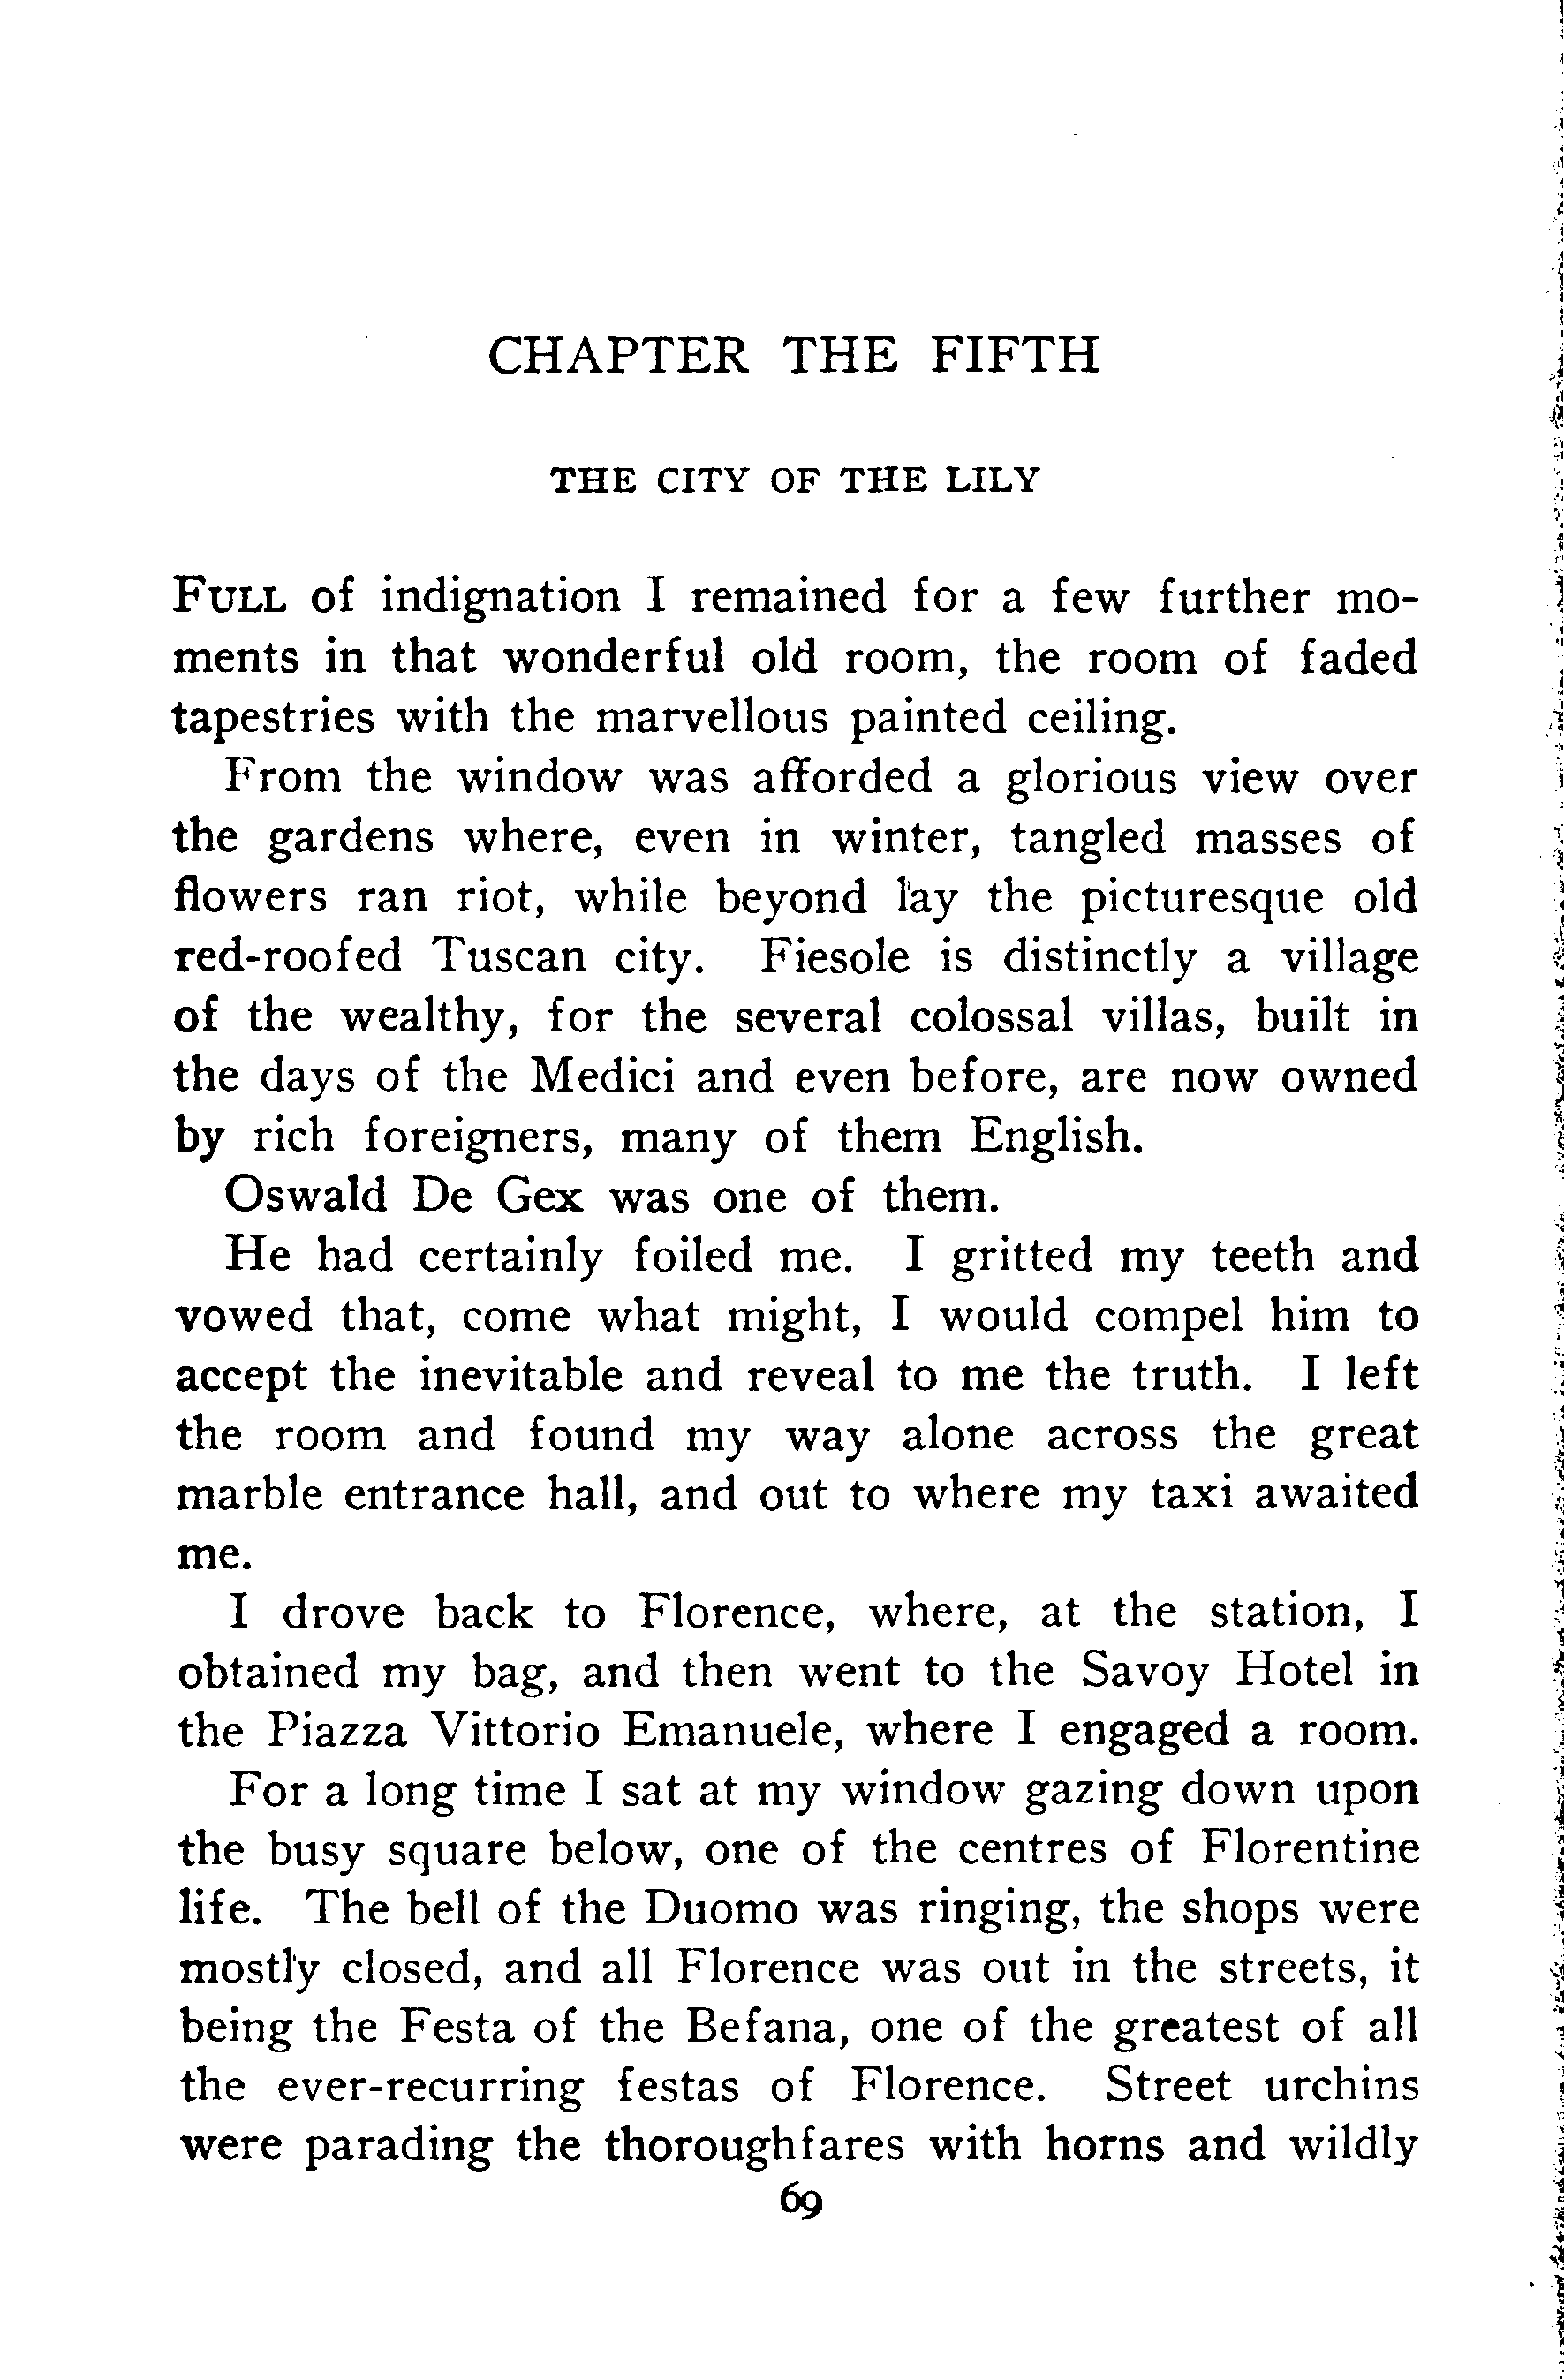 CHAPTER THE FIFTH
THE CITY OF THE LILY
FULL of indignation I remained for a few further mo-
ments in that wonderful old room, the room of faded
tapestries with the marvellous painted ceiling.
From the window was afforded a glorious view over
the gardens where, even in winter, tangled masses of
flowers ran riot, while beyond lay the picturesque old
red-roofed Tuscan city. Fiesole is distinctly a village
of the wealthy, for the several colossal villas, built in
the days of the Medici and even before, are now owned
by rich foreigners, many of them English.
Oswald De Gex was one of them.
He had certainly foiled me. I gritted my teeth and
vowed that, come what might, I would compel him to
accept the inevitable and reveal to me the truth. I left
the room and found my way alone across the great
marble entrance hall, and out to where my taxi awaited
me.
I drove back to Florence, where, at the station, I
obtained my bag, and then went to the Savoy Hotel in
the Piazza Vittorio Emanuele, where I engaged a room.
For a long time I sat at my window gazing down upon
the busy square below, one of the centres of Florentine
life. The bell of the Duomo was ringing, the shops were
mostly closed, and all Florence was out in the streets, it
being the Festa of the Befana, one of the greatest of all
the ever-recurring festas of Florence. Street urchins
were parading the thoroughfares with horns and wildly
69